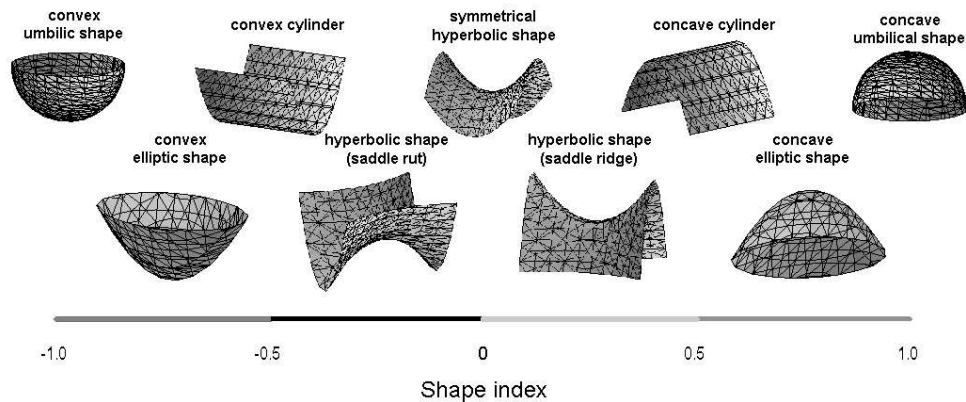 convex
umbilic shape
convex cylinder
symmetrical
hyperbolic shape
concave cylinder
concave
umbilical shape
convex
elliptic shape
hyperbolic shape
(saddle rut)
hyperbolic shape
(saddle ridge)
concave
elliptic shape
-1.0
-0.5
0
0.5
1.0
Shape index